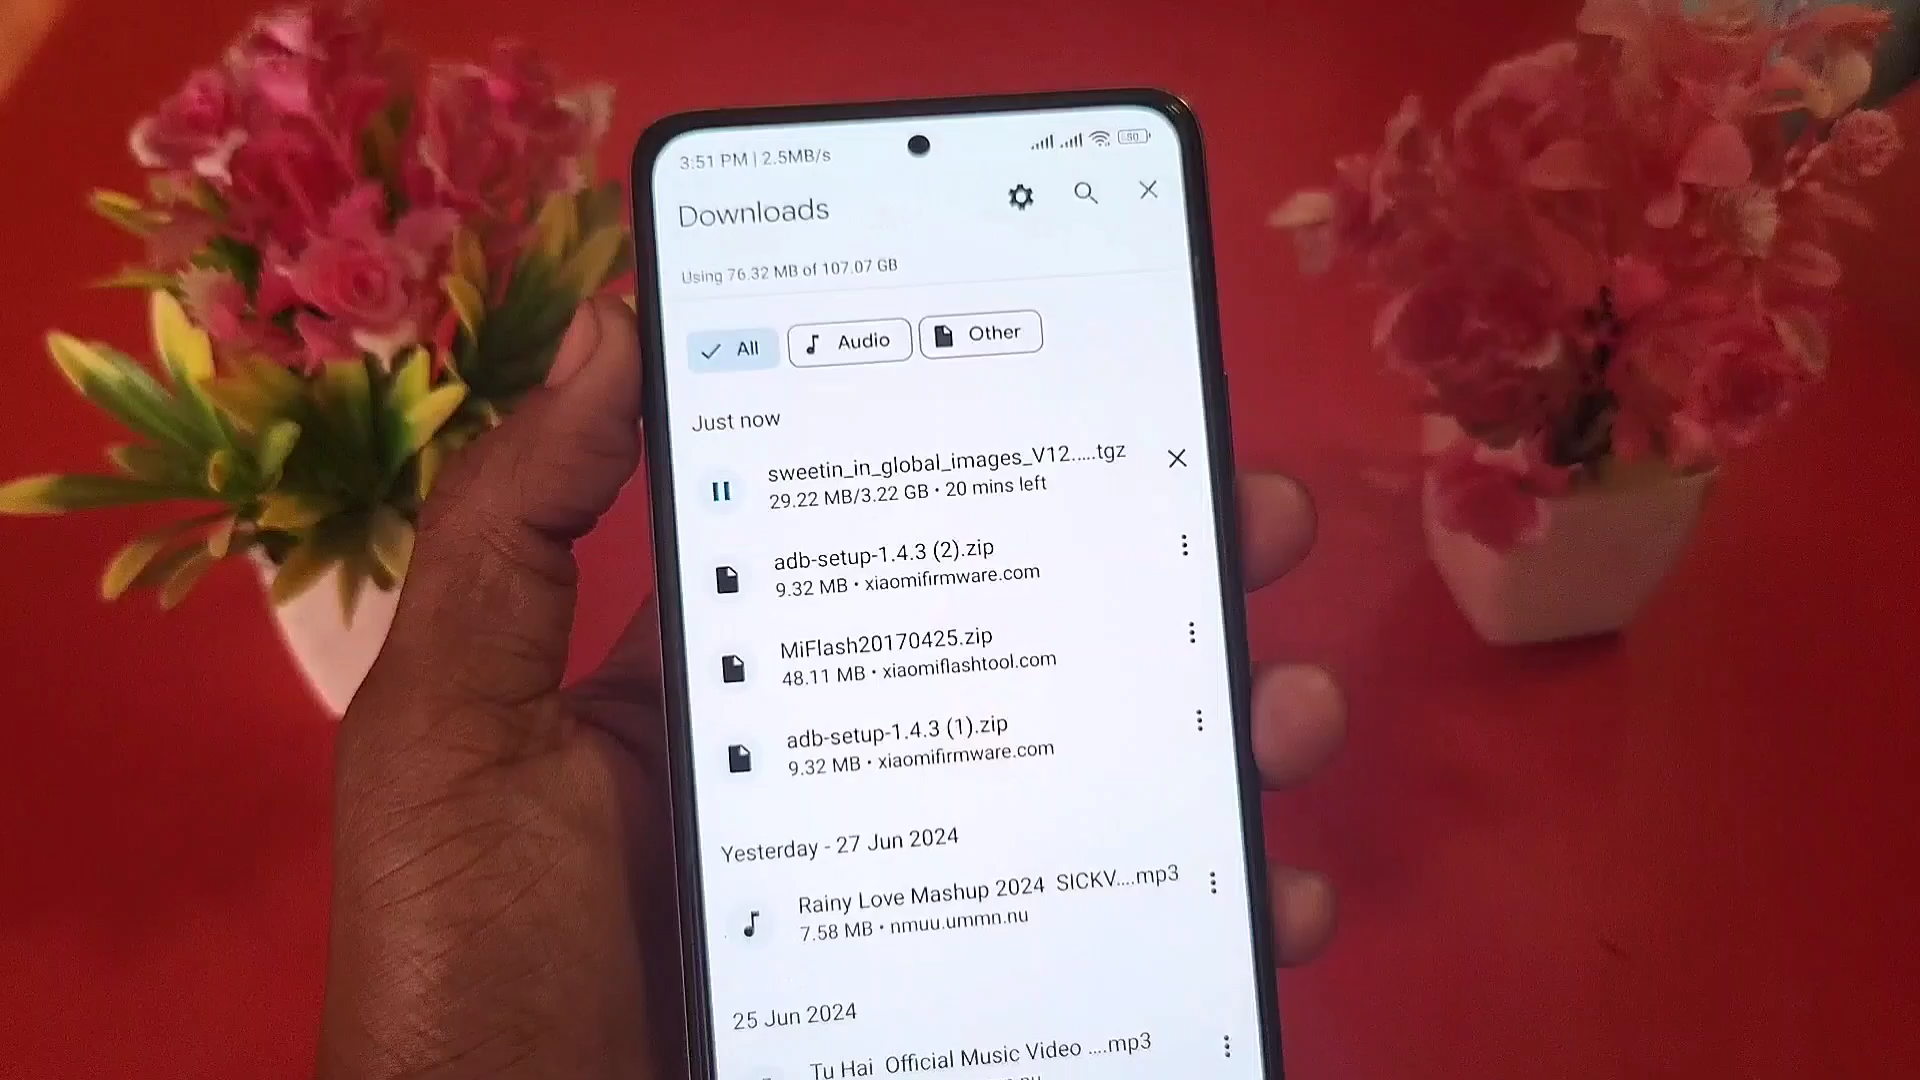 3:51 PM | 2.5MB/s
50
Downloads
Using 76.32 MB of 107.07 GB
All
Audio
Other
Just now
sweetin_in_global_images_V12.....tgz
29.22 MB/3.22 GB • 20 mins left
adb-setup-1.4.3 (2).zip
9.32 MB • xiaomifirmware.com
MiFlash20170425.zip
48.11 MB • xiaomiflashtool.com
adb-setup-1.4.3 (1).zip
9.32 MB • xiaomifirmware.com
Yesterday - 27 Jun 2024
Rainy Love Mashup 2024 SICKV....mp3
7.58 MB • nmuu.ummn.nu
25 Jun 2024
Tu Hai Official Music Video ....mp3